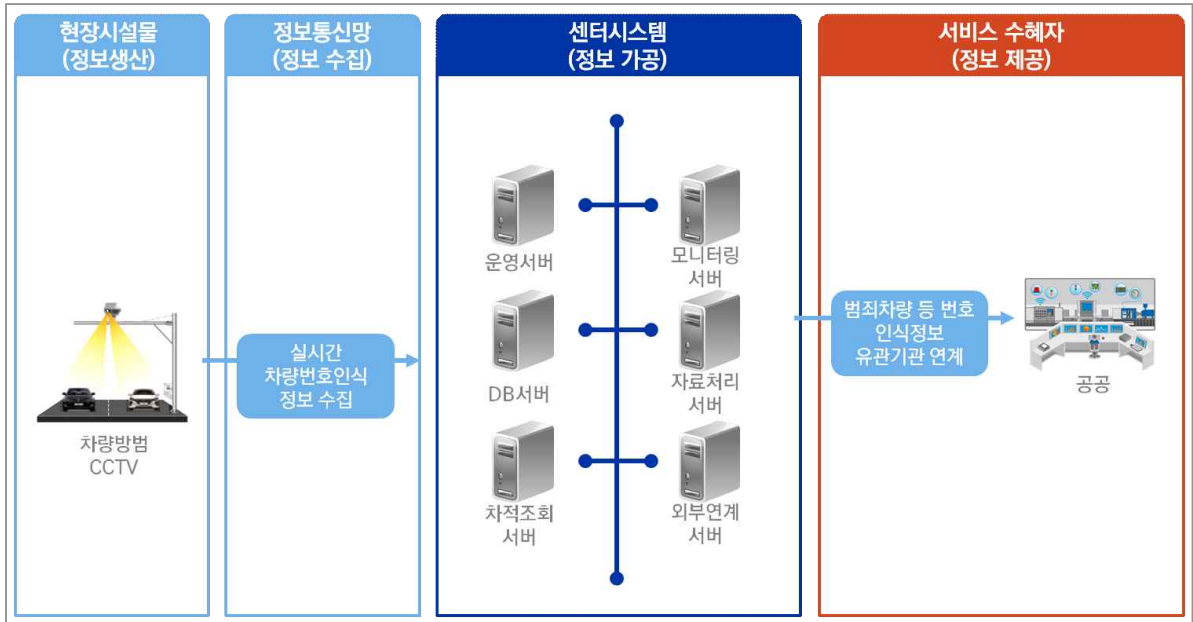 현장시설물
(정보생산)
정보통신망
(정보 수집)
센터시스템
(정보 가공)
서비스 수혜자
(정보 제공)
차량방범
CCTV
실시간
차량번호인식
정보 수집
운영서버
모니터링
서버
DB서버
자료처리
서버
차적조회
서버
외부연계
서버
범죄차량 등 번호
인식정보
유관기관 연계
공공